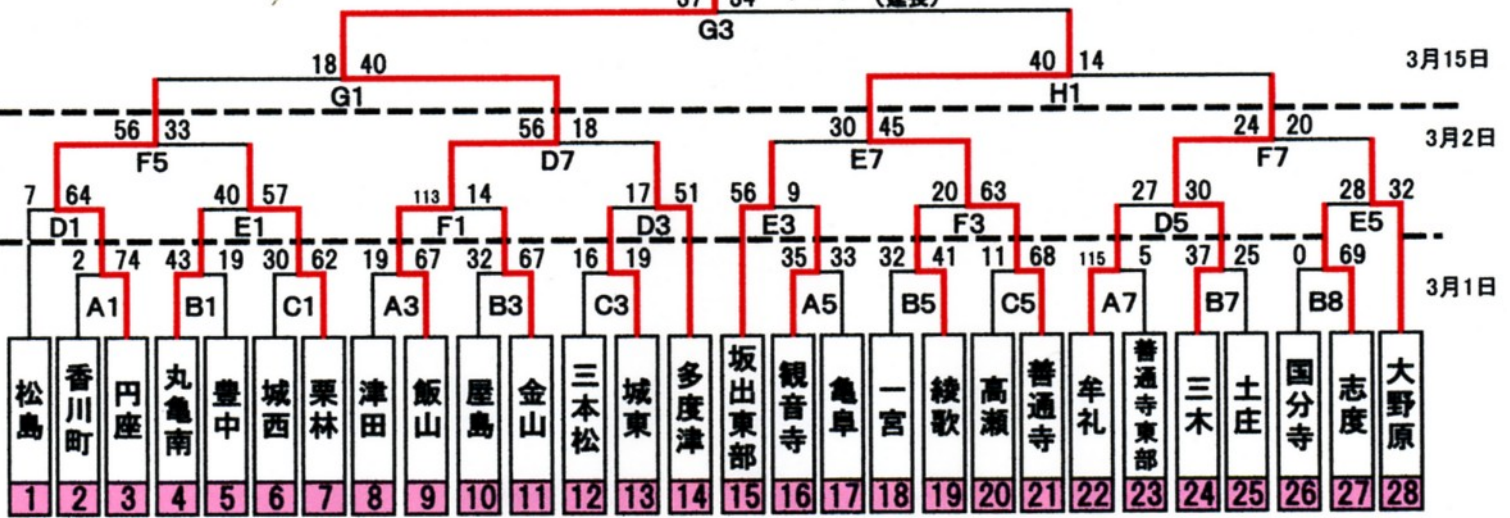 G3
18 40 40 14 3月15日
G1 H1
56 33 56 18 30 45 24 20 3月2日
F5 D7 E7 F7
7 64 40 57 113 14 17 51 56 9 20 63 27 30 28 32
D1 E1 F1 D3 E3 F3 D5 E5
2 74 43 19 30 62 19 67 32 67 16 19 35 33 32 41 11 68 115 5 37 25 0 69 3月1日
A1 B1 C1 A3 B3 C3 A5 B5 C5 A7 B7 B8
松島
香川町
円座
丸亀南
豊中
城西
栗林
津田
飯山
屋島
金山
三本松
城東
多度津
坂出東部
観音寺
亀阜
一宮
綾歌
高瀬
善通寺
牟礼
善通寺東部
三木
土庄
国分寺
志度
大野原
1 2 3 4 5 6 7 8 9 10 11 12 13 14 15 16 17 18 19 20 21 22 23 24 25 26 27 28